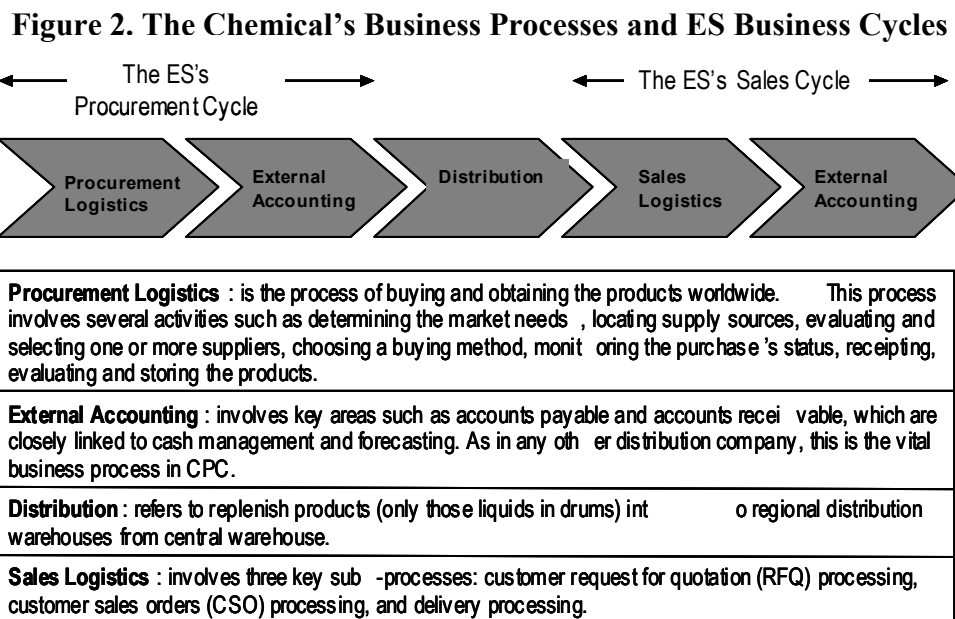 Figure 2. The Chemical's Business Processes and ES Business Cycles
The ES's
Procurement Cycle
The ES's Sales Cycle
Procurement
Logistics
External
Accounting
Distribution
Sales
Logistics
External
Accounting
Procurement Logistics : is the process of buying and obtaining the products worldwide. This process
involves several activities such as determining the market needs , locating supply sources, evaluating and
selecting one or more suppliers, choosing a buying method, monit oring the purchase 's status, receipting,
evaluating and storing the products.
External Accounting : involves key areas such as accounts payable and accounts recei vable, which are
closely linked to cash management and forecasting. As in any oth er distribution company, this is the vital
business process in CPC.
Distribution : refers to replenish products (only those liquids in drums) int o regional distribution
warehouses from central warehouse.
Sales Logistics : involves three key sub -processes: customer request for quotation (RFQ) processing,
customer sales orders (CSO) processing, and delivery processing.